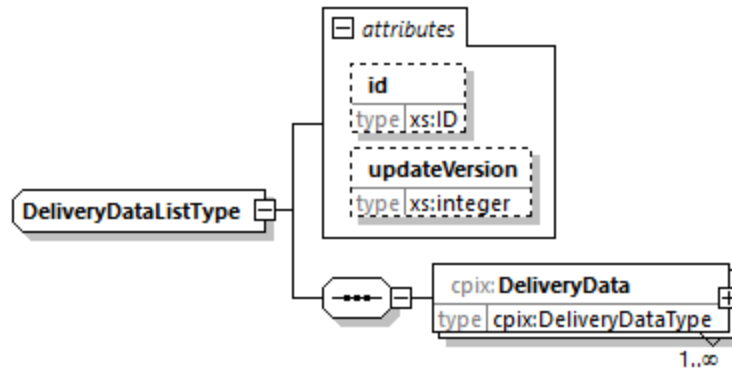 attributes
id
type xs:ID
updateVersion
type xs:integer
DeliveryDataListType
cpix:DeliveryData
type cpix:DeliveryDataType
1..∞